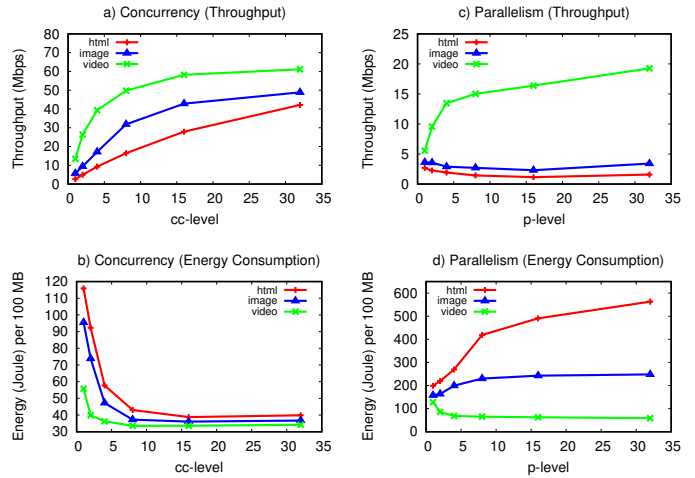 a) Concurrency (Throughput)
Throughput (Mbps)
80
70
60
50
40
30
20
10
0
html
image
video
0 5 10 15 20 25 30 35
cc-level
c) Parallelism (Throughput)
Throughput (Mbps)
25
20
15
10
5
0
html
image
video
0 5 10 15 20 25 30 35
p-level
b) Concurrency (Energy Consumption)
Energy (Joule) per 100 MB
120
110
100
90
80
70
60
50
40
30
html
image
video
0 5 10 15 20 25 30 35
cc-level
d) Parallelism (Energy Consumption)
Energy (Joule) per 100 MB
600
500
400
300
200
100
0
html
image
video
0 5 10 15 20 25 30 35
p-level